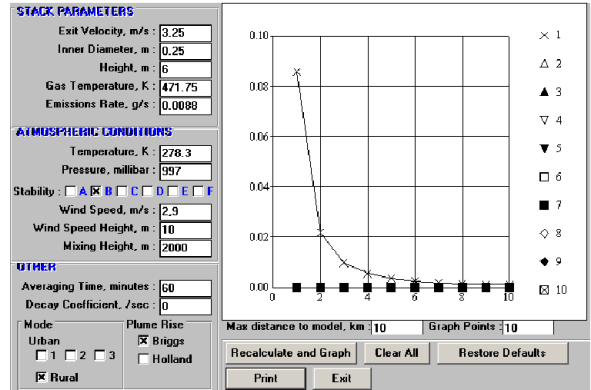 STACK PARAMETERS
Exit Velocity, m/s : 3.25
Inner Diameter, m : 0.25
Height, m : 6
Gas Temperature, K : 471.75
Emissions Rate, g/s : 0.0088
ATMOSPHERIC CONDITIONS
Temperature, K : 278.3
Pressure, millibar : 997
Stability : A B C D E F
Wind Speed, m/s : 2.9
Wind Speed Height, m : 10
Mixing Height, m : 2000
OTHER
Averaging Time, minutes : 60
Decay Coefficient, /sec : 0
Mode
Urban
1 2 3
Rural
Plume Rise
Briggs
Holland
0.10
0.08
0.06
0.04
0.02
0.00
0 2 4 6 8 10
1
2
3
4
5
6
7
8
9
10
Max distance to model, km : 10 Graph Points : 10
Recalculate and Graph Clear All Restore Defaults
Print Exit